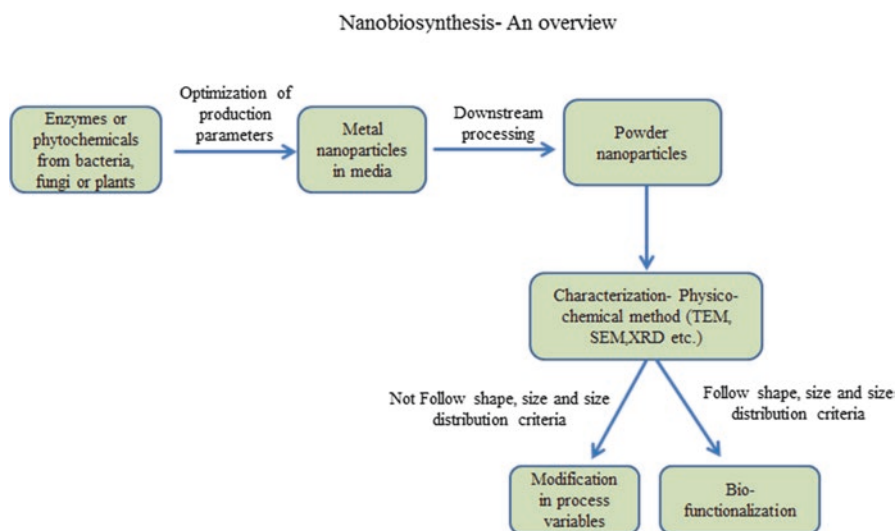 Nanobiosynthesis- An overview
Enzymes or
phytochemicals
from bacteria,
fungi or plants
Optimization of
production
parameters
Metal
nanoparticles
in media
Downstream
processing
Powder
nanoparticles
Characterization- Physico-
chemical method (TEM,
SEM,XRD etc.)
Not Follow shape, size and size
distribution criteria
Follow shape, size and size
distribution criteria
Modification
in process
variables
Bio-
functionalization